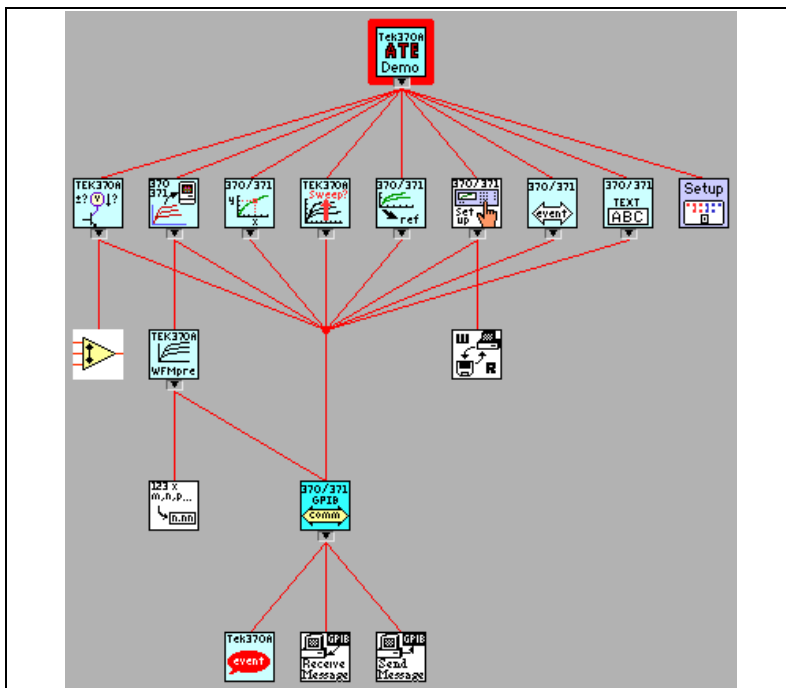 Tek370A
ATE
Demo
TEK370A
±? V ↓?
370
371
370/371
y
x
TEK370A
Sweep?
370/371
ref
370/371
Set
up
370/371
event
370/371
TEXT
ABC
Setup
TEK370A
WFMpre
W
R
123 x
m,n,p...
n.nn
370/371
GPIB
comm
Tek370A
event
GPIB
Receive
Message
GPIB
Send
Message